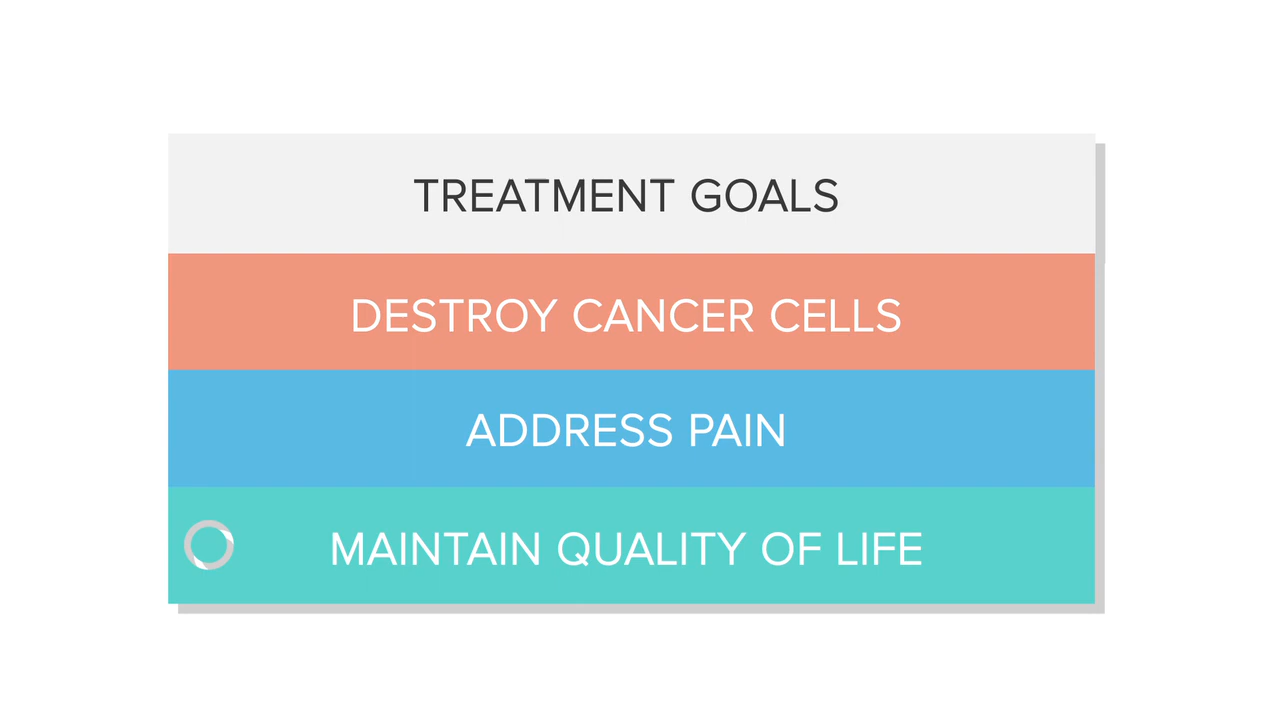 TREATMENT GOALS
DESTROY CANCER CELLS
ADDRESS PAIN
MAINTAIN QUALITY OF LIFE